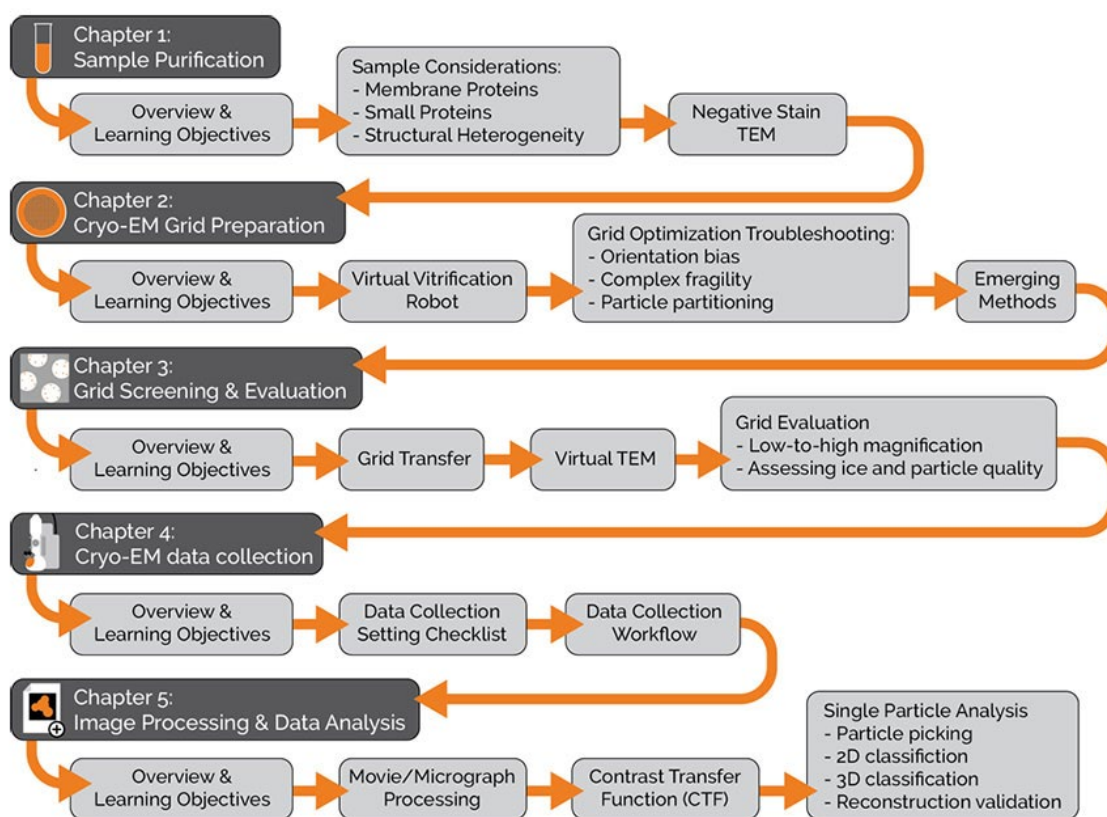 Chapter 1:
Sample Purification
Overview &
Learning Objectives
Sample Considerations:
- Membrane Proteins
- Small Proteins
- Structural Heterogeneity
Negative Stain
TEM
Chapter 2:
Cryo-EM Grid Preparation
Overview &
Learning Objectives
Virtual Vitrification
Robot
Grid Optimization Troubleshooting:
- Orientation bias
- Complex fragility
- Particle partitioning
Emerging
Methods
Chapter 3:
Grid Screening & Evaluation
Overview &
Learning Objectives
Grid Transfer
Virtual TEM
Grid Evaluation
- Low-to-high magnification
- Assessing ice and particle quality
Chapter 4:
Cryo-EM data collection
Overview &
Learning Objectives
Data Collection
Setting Checklist
Data Collection
Workflow
Chapter 5:
Image Processing & Data Analysis
Overview &
Learning Objectives
Movie/Micrograph
Processing
Contrast Transfer
Function (CTF)
Single Particle Analysis
- Particle picking
- 2D classifiction
- 3D classification
- Reconstruction validation